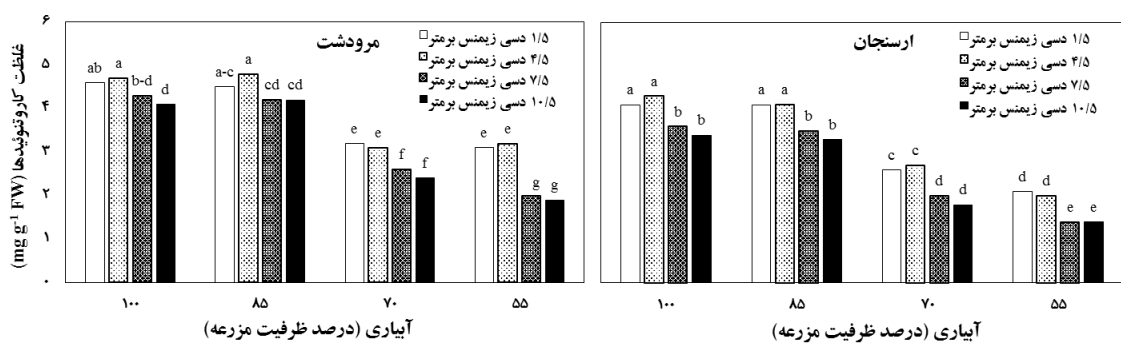 مرودشت
۱/۵ دسی زیمنس برمتر
۴/۵ دسی زیمنس برمتر
۷/۵ دسی زیمنس برمتر
۱۰/۵ دسی زیمنس برمتر
غلظت کاروتنوئیدها
(mg g⁻¹ FW)
۶
۵
۴
۳
۲
۱
۰
ab a b-d d
a-c a cd cd
e e f f
e e g g
۱۰۰ ۸۵ ۷۰ ۵۵
آبیاری (درصد ظرفیت مزرعه)
ارسنجان
۱/۵ دسی زیمنس برمتر
۴/۵ دسی زیمنس برمتر
۷/۵ دسی زیمنس برمتر
۱۰/۵ دسی زیمنس برمتر
a a b b
a a b b
c c d d
d d e e
۱۰۰ ۸۵ ۷۰ ۵۵
آبیاری (درصد ظرفیت مزرعه)